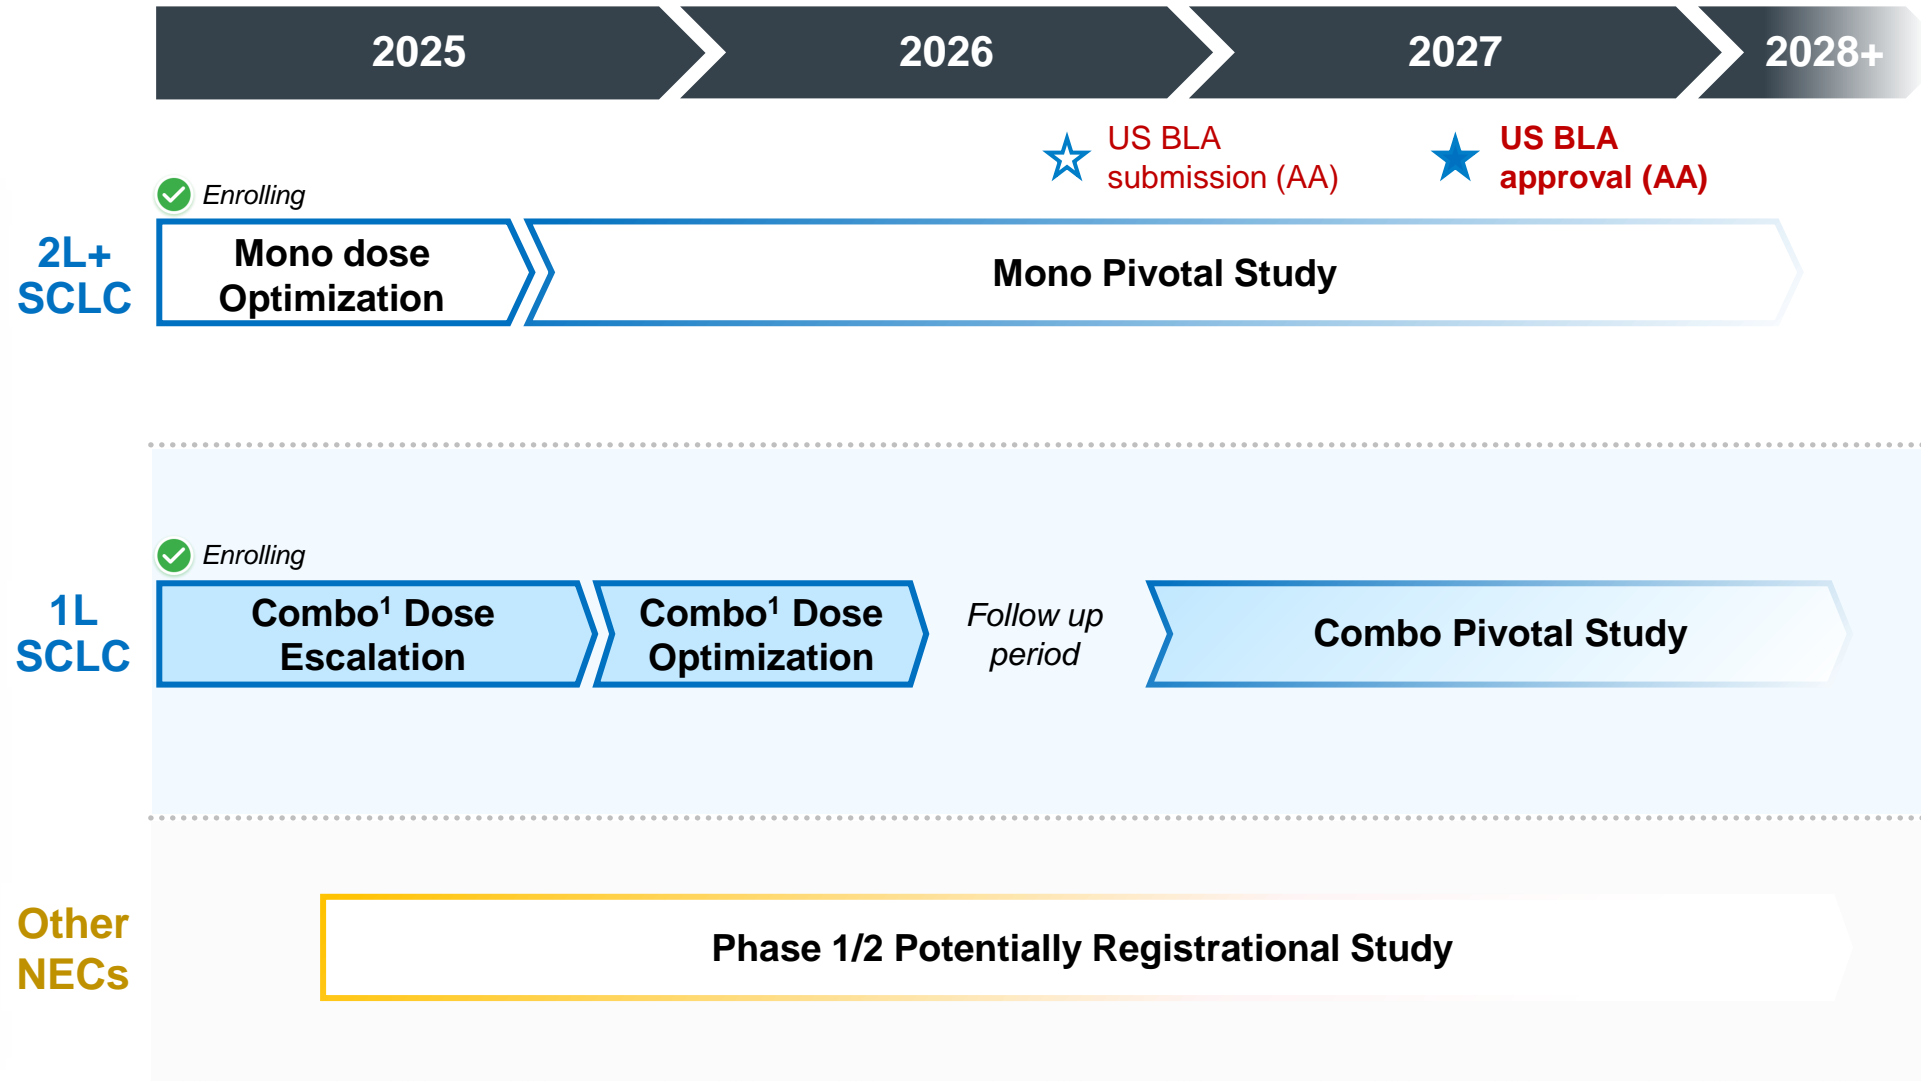 2025
2026
2027
2028+
US BLA
submission (AA)
US BLA
approval (AA)
Enrolling
2L+
SCLC
Mono dose
Optimization
Mono Pivotal Study
Enrolling
1L
SCLC
Combo¹ Dose
Escalation
Combo¹ Dose
Optimization
Follow up
period
Combo Pivotal Study
Other
NECs
Phase 1/2 Potentially Registrational Study